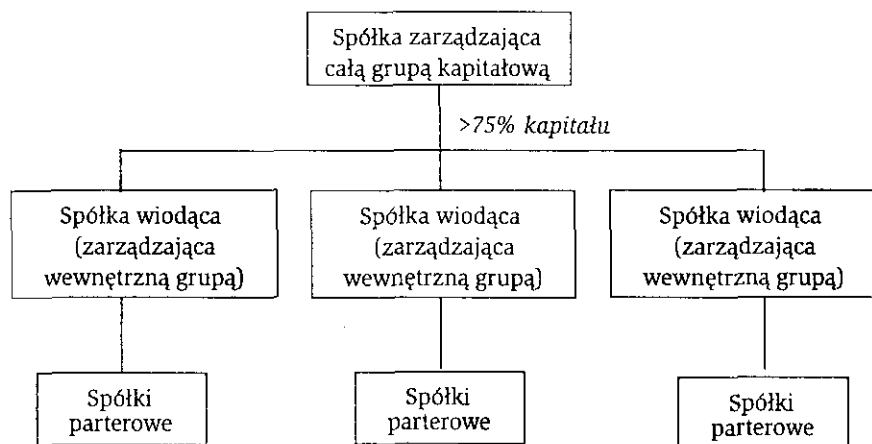 Spółka zarządzająca
całą grupą kapitałową
>75% kapitału
Spółka wiodąca
(zarządzająca
wewnętrzną grupą)
Spółka wiodąca
(zarządzająca
wewnętrzną grupą)
Spółka wiodąca
(zarządzająca
wewnętrzną grupą)
Spółki
parterowe
Spółki
parterowe
Spółki
parterowe